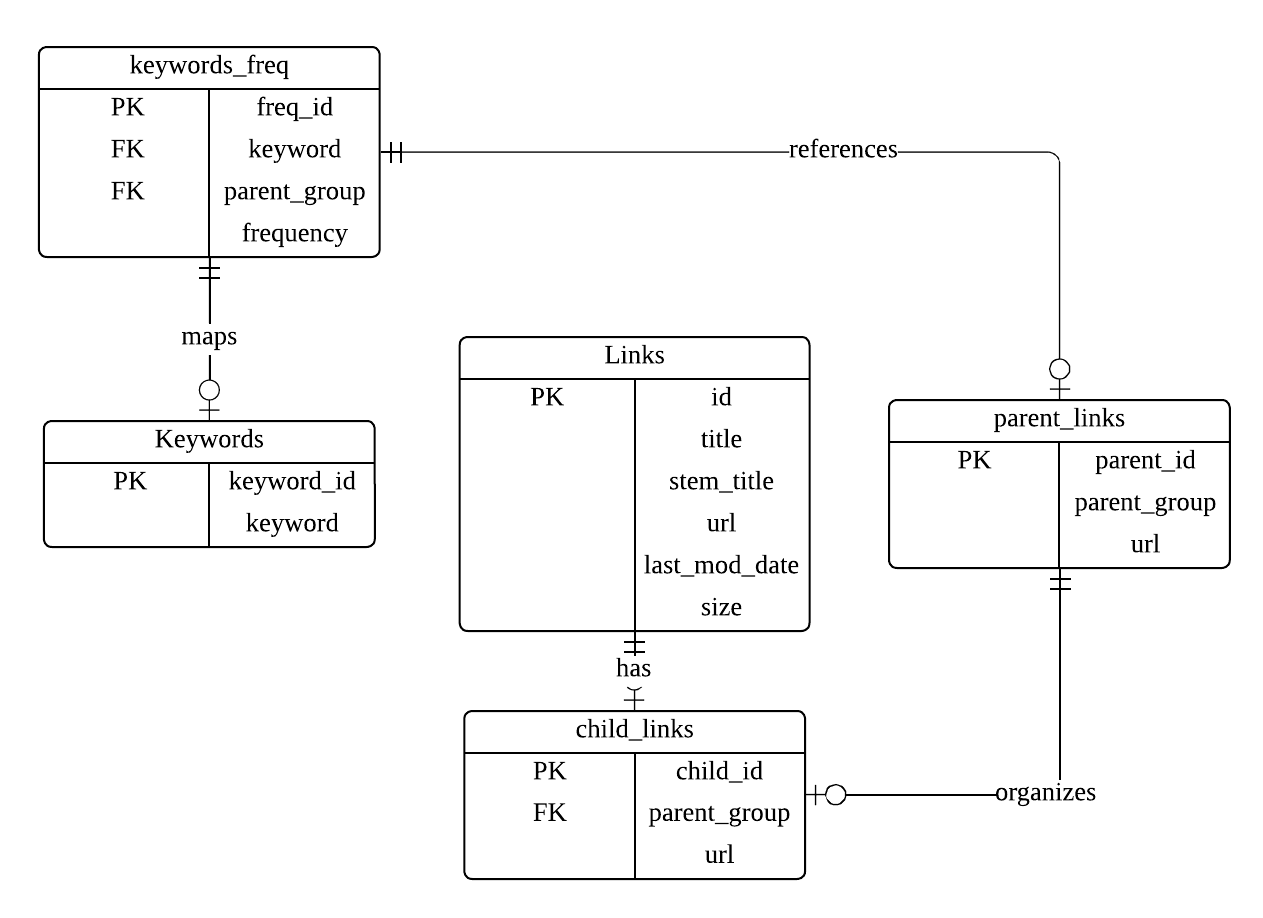 keywords_freq
PK freq_id
FK keyword
FK parent_group
frequency
references
maps
Keywords
PK keyword_id
keyword
Links
PK id
title
stem_title
url
last_mod_date
size
parent_links
PK parent_id
parent_group
url
has
child_links
PK child_id
FK parent_group
url
organizes